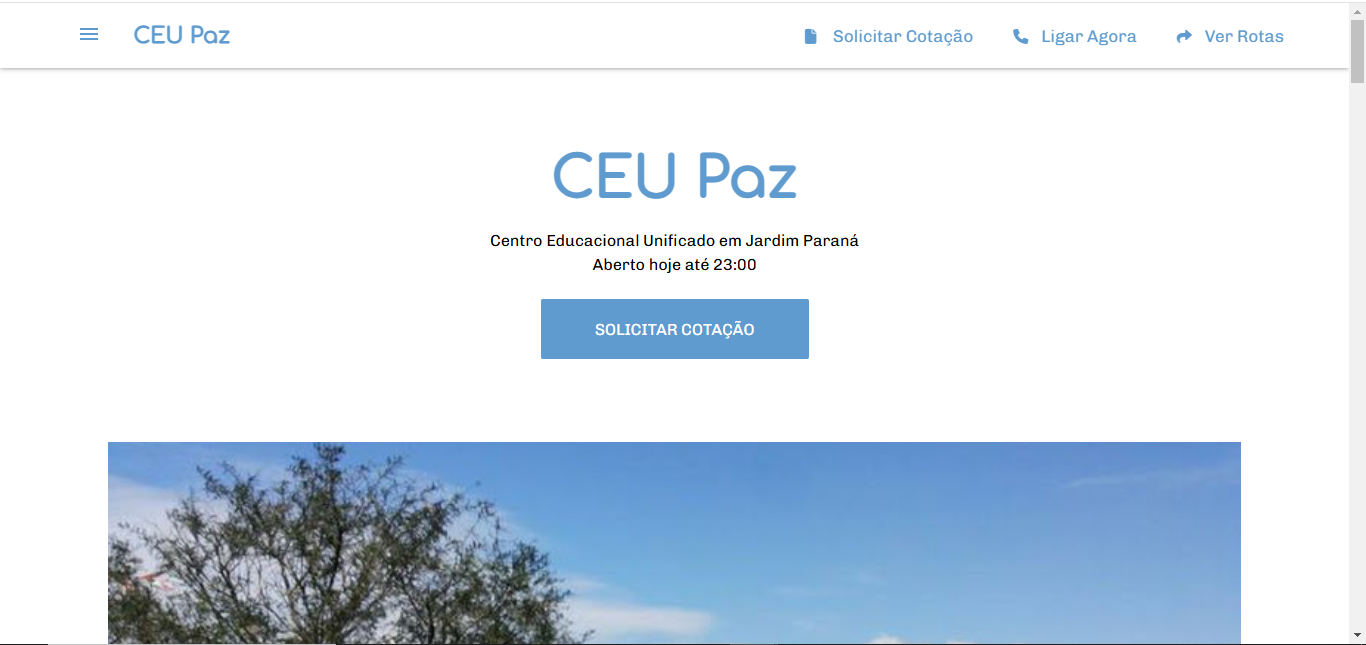 CEU Paz
Solicitar Cotação
Ligar Agora
Ver Rotas
CEU Paz
Centro Educacional Unificado em Jardim Paraná
Aberto hoje até 23:00
SOLICITAR COTAÇÃO